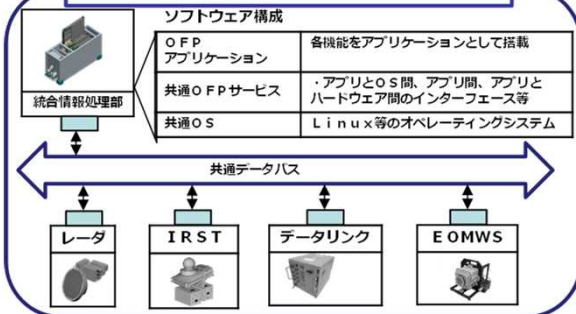 ソフトウェア構成
ＯＦＰ
アプリケーション
各機能をアプリケーションとして搭載
共通ＯＦＰサービス
・アプリとＯＳ間、アプリ間、アプリと
ハードウェア間のインターフェース等
共通ＯＳ
Ｌｉｎｕｘ等のオペレーティングシステム
統合情報処理部
共通データバス
レーダ
ＩＲＳＴ
データリンク
ＥＯＭＷＳ